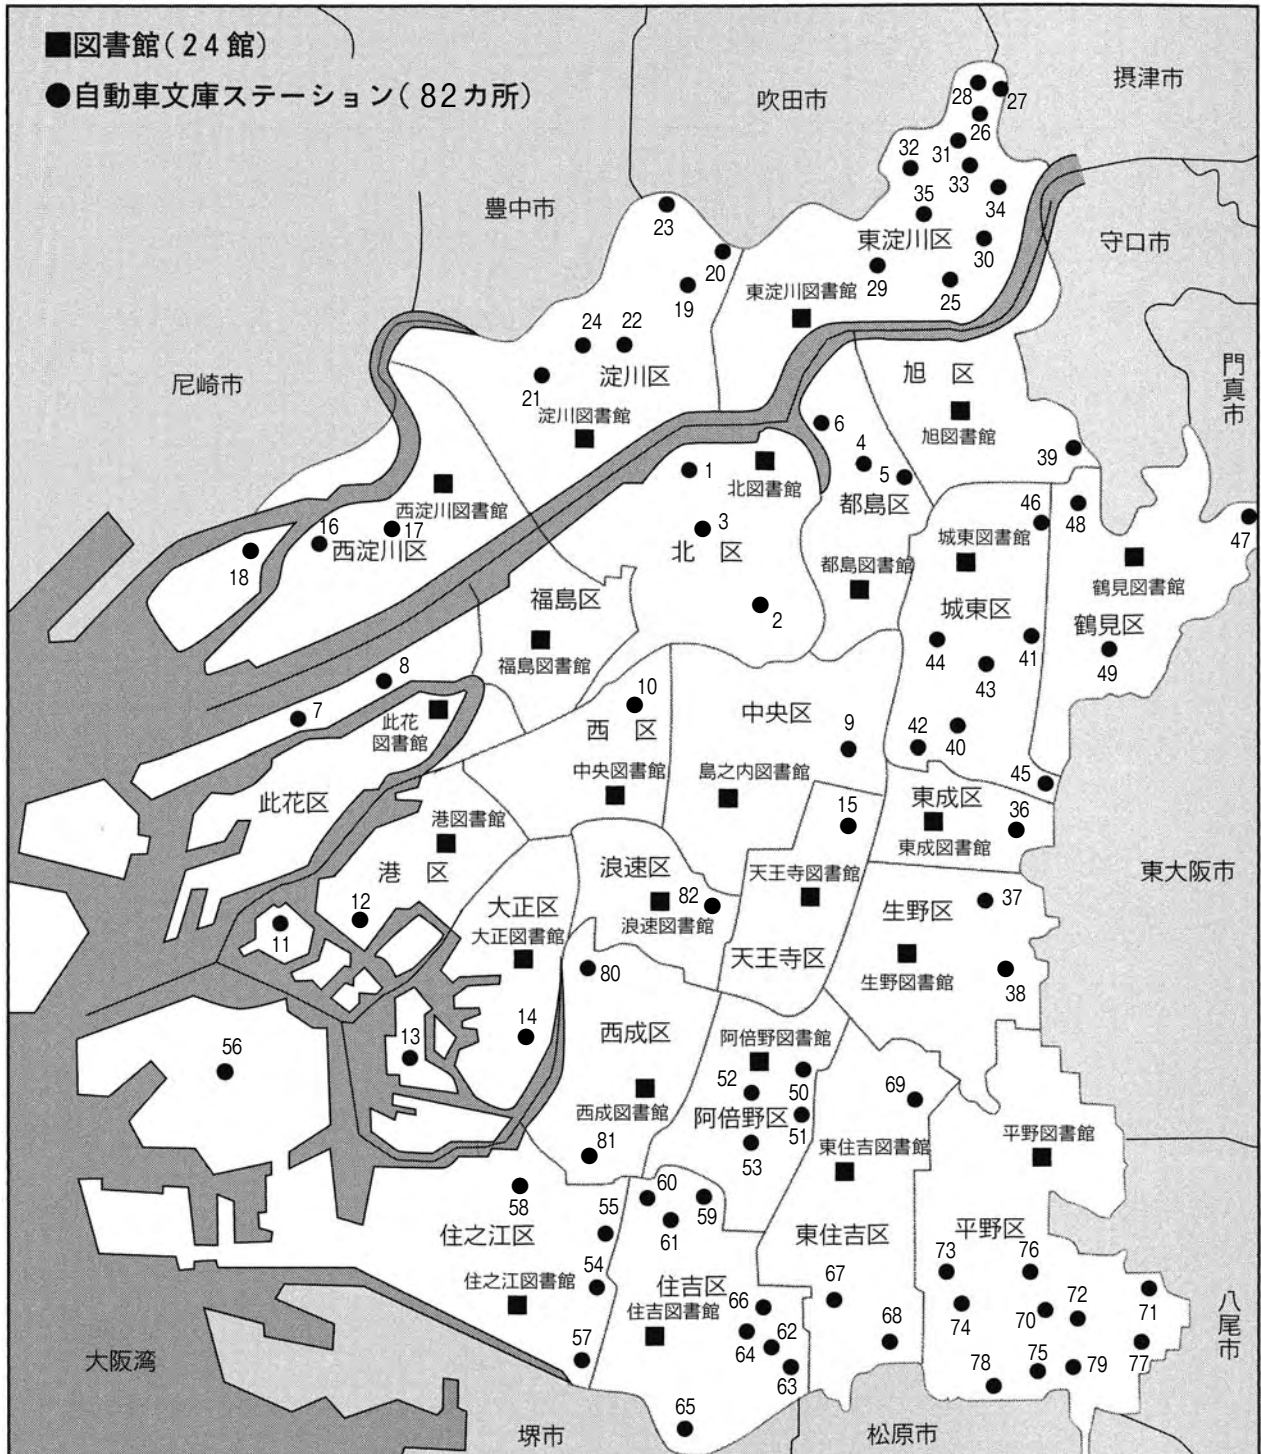 ■図書館(24館)
●自動車文庫ステーション(82カ所)
摂津市
吹田市
28
27
26
31
32
33
34
35
豊中市
23
東淀川区
守口市
30
20
29
25
19
東淀川図書館
24
22
淀川区
旭 区
門真市
尼崎市
21
淀川図書館
6
旭図書館
4
39
1
5
北図書館
都島区
西淀川図書館
46
48
47
16
17
3
城東図書館
西淀川区
北 区
18
都島図書館
鶴見図書館
福島区
城東区
2
鶴見区
44
41
福島図書館
43
49
8
10
7
此花
図書館
中央区
西 区
9
42
40
中央図書館
島之内図書館
45
此花区
東成区
15
36
港図書館
東成図書館
浪速区
東大阪市
港 区
天王寺図書館
82
37
大正区
生野区
12
浪速図書館
11
大正図書館
天王寺区
80
生野図書館
38
14
西成区
阿倍野図書館
13
56
52
50
69
西成図書館
阿倍野区
51
東住吉図書館
平野図書館
81
53
60
58
59
55
61
住之江区
東住吉区
平野区
73
76
54
住之江図書館
住吉区
67
66
72
71
住吉図書館
74
70
62
八尾市
57
64
68
大阪湾
63
78
75
79
77
65
堺市
松原市